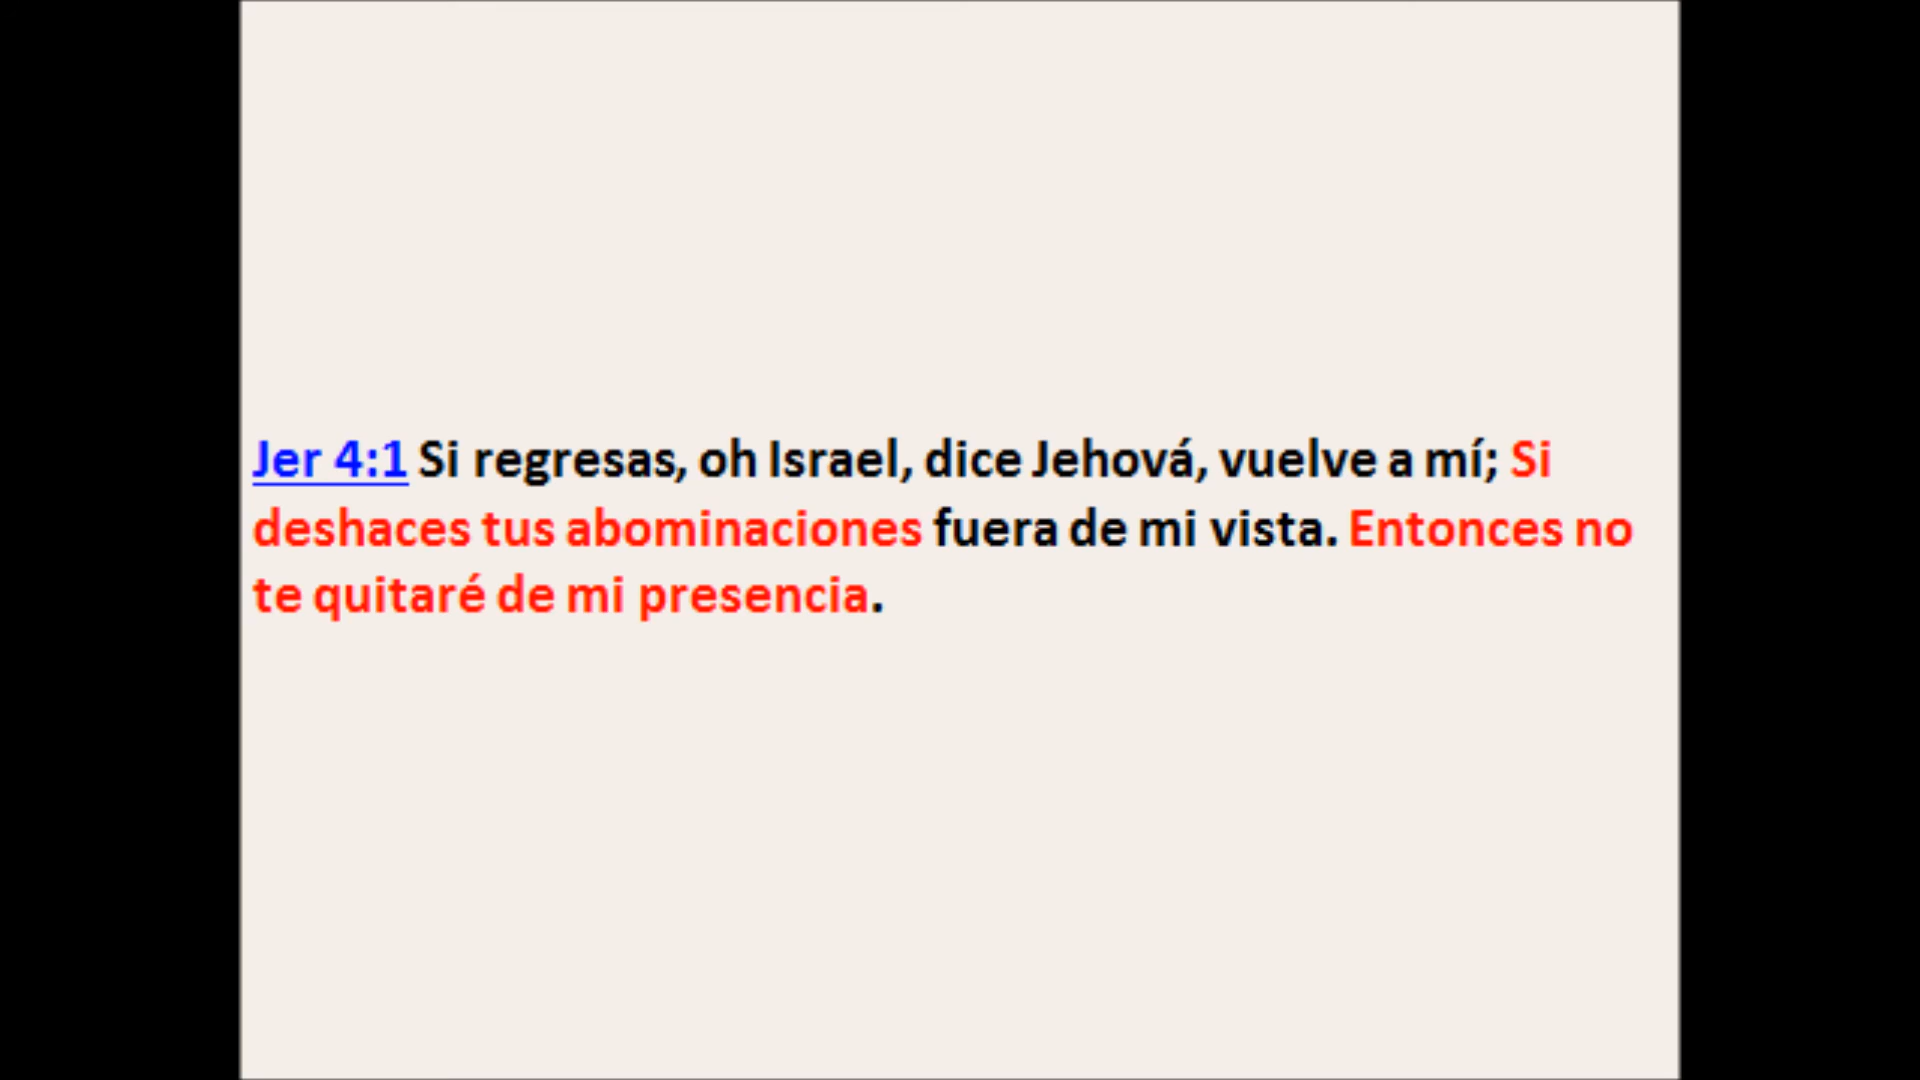 Jer 4:1 Si regresas, oh Israel, dice Jehová, vuelve a mí; Si
deshaces tus abominaciones fuera de mi vista. Entonces no
te quitaré de mi presencia.